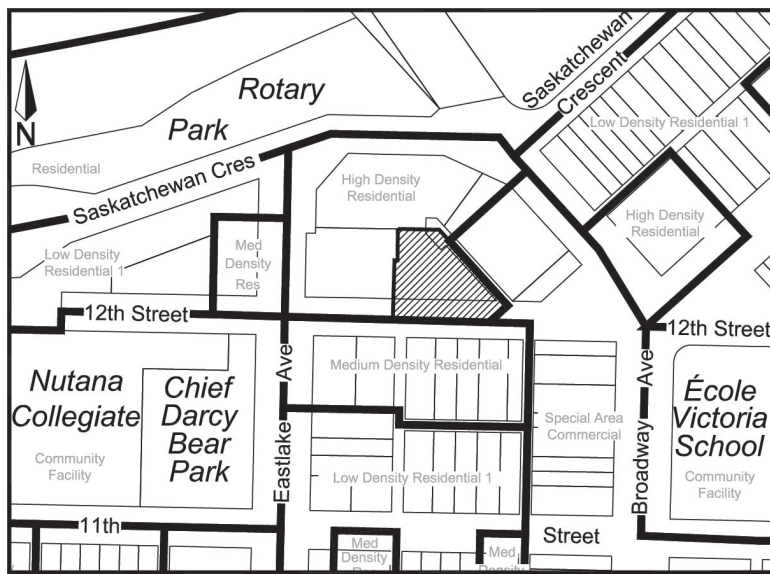 Saskatchewan
Crescent
Rotary
Park
N
Residential
Saskatchewan Cres
Low Density Residential 1
High Density
Residential
High Density
Residential
Low Density
Residential 1
Med
Density
Res
12th Street
12th Street
Nutana
Collegiate
Community
Facility
Chief
Darcy
Bear
Park
Eastlake
Ave
Medium Density Residential
Low Density Residential 1
Special Area
Commercial
Broadway
Ave
École
Victoria
School
Community
Facility
11th
Street
Med
Density
Med